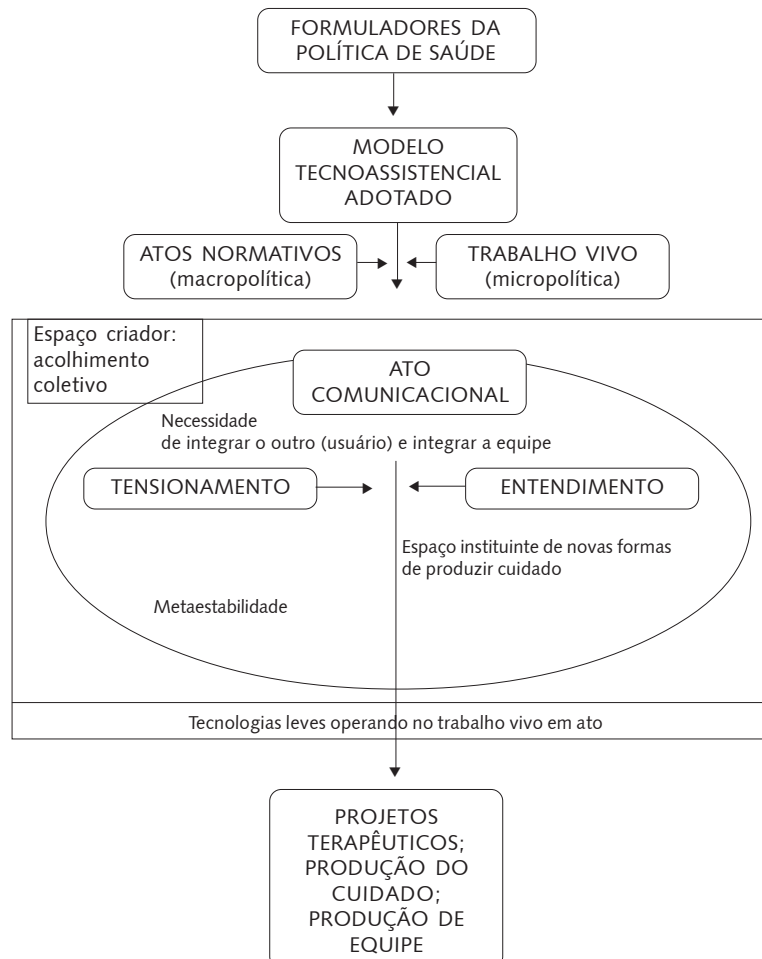 FORMULADORES DA
POLÍTICA DE SAÚDE
MODELO
TECNOASSISTENCIAL
ADOTADO
ATOS NORMATIVOS
(macropolítica)
TRABALHO VIVO
(micropolítica)
Espaço criador:
acolhimento
coletivo
ATO
COMUNICACIONAL
Necessidade
de integrar o outro (usuário) e integrar a equipe
TENSIONAMENTO
ENTENDIMENTO
Espaço instituinte de novas formas
de produzir cuidado
Metaestabilidade
Tecnologias leves operando no trabalho vivo em ato
PROJETOS
TERAPÊUTICOS;
PRODUÇÃO DO
CUIDADO;
PRODUÇÃO DE
EQUIPE